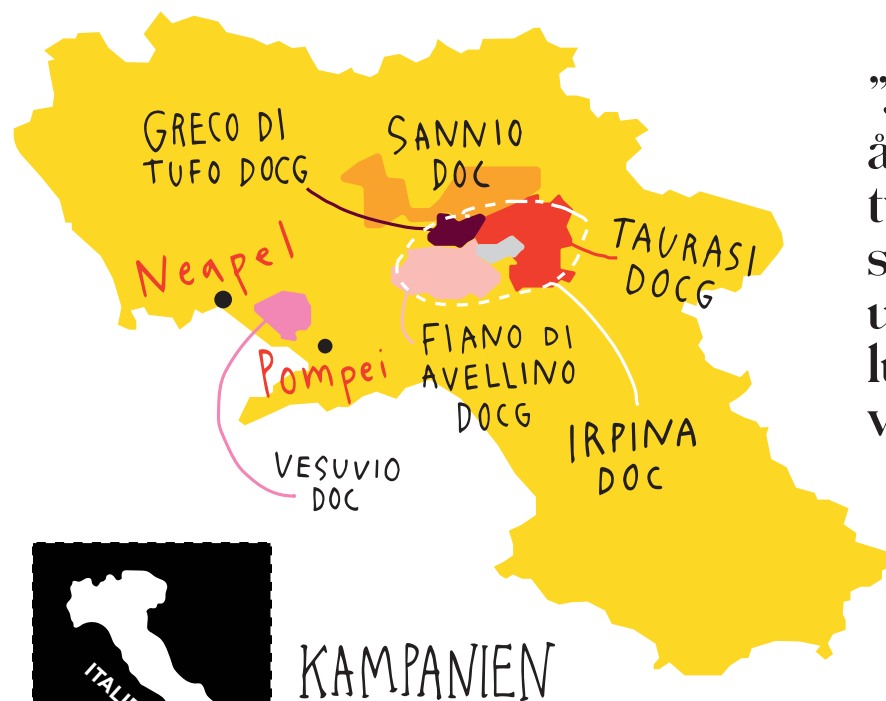 GRECO DI
TUFO DOCG
SANNIO
DOC
TAURASI
DOCG
Neapel
Pompei
FIANO DI
AVELLINO
DOCG
IRPINA
DOC
VESUVIO
DOC
KAMPANIEN